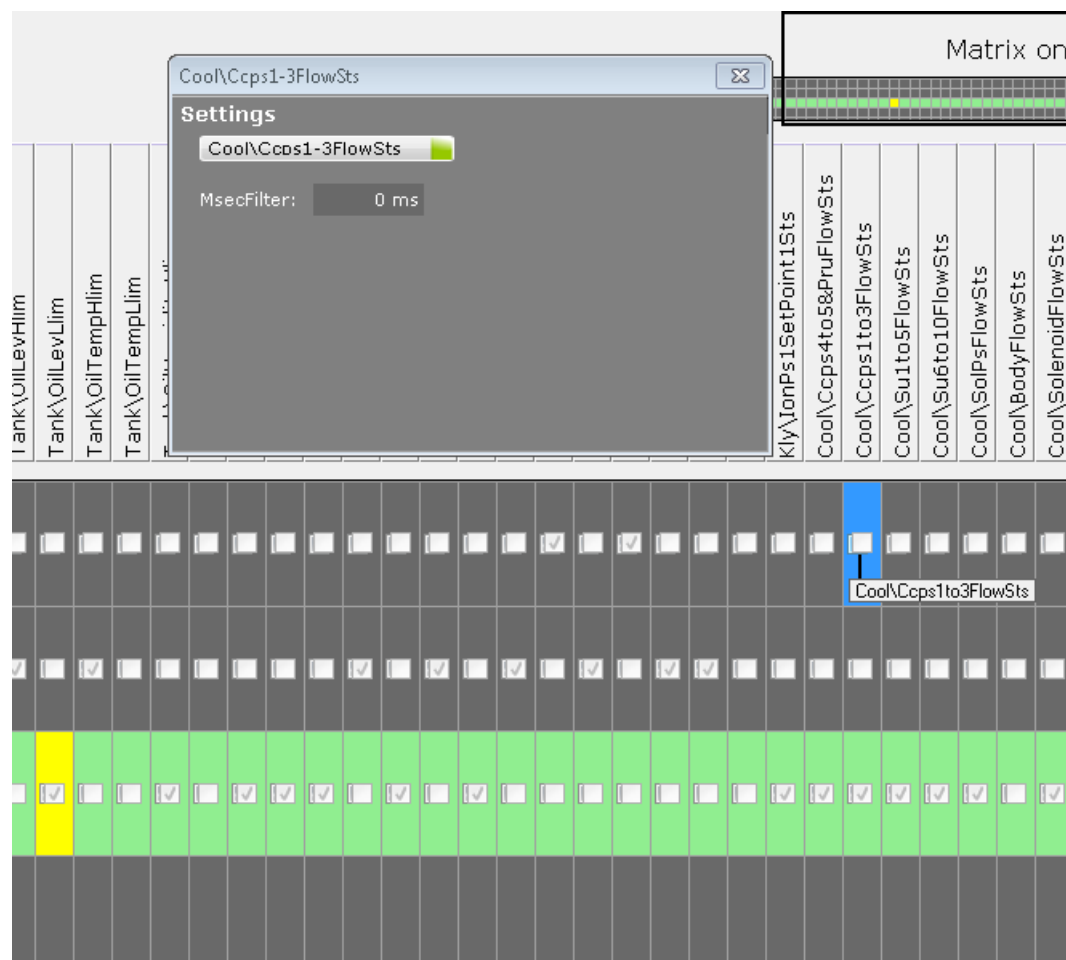 Matrix on
Cool\Ccps1-3FlowSts
Settings
Cool\Ccps1-3FlowSts
MsecFilter: 0 ms
Tank\OilLevHlim
Tank\OilLevLlim
Tank\OilTempHlim
Tank\OilTempLlim
Kly\IonPs1SetPoint1Sts
Cool\Ccps4to5&PruFlowSts
Cool\Ccps1to3FlowSts
Cool\Su1to5FlowSts
Cool\Su6to10FlowSts
Cool\SolPsFlowSts
Cool\BodyFlowSts
Cool\SolenoidFlowSts
Cool\Ccps1to3FlowSts